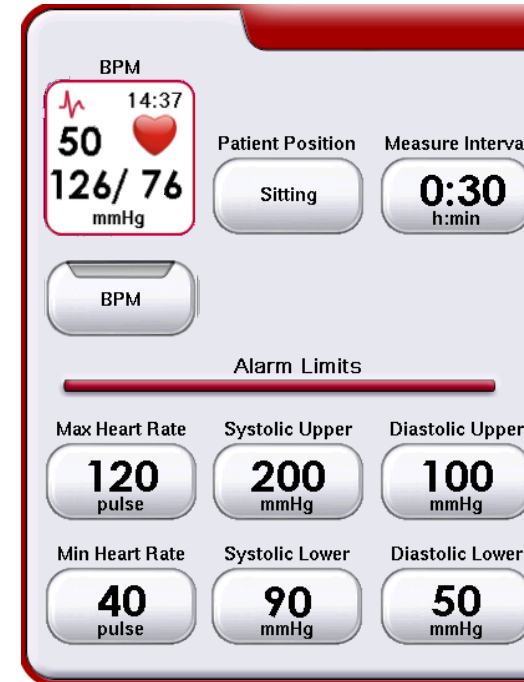 BPM
14:37
50
126/ 76
mmHg
Patient Position
Sitting
Measure Interva
0:30
h:min
BPM
Alarm Limits
Max Heart Rate
120
pulse
Systolic Upper
200
mmHg
Diastolic Upper
100
mmHg
Min Heart Rate
40
pulse
Systolic Lower
90
mmHg
Diastolic Lower
50
mmHg